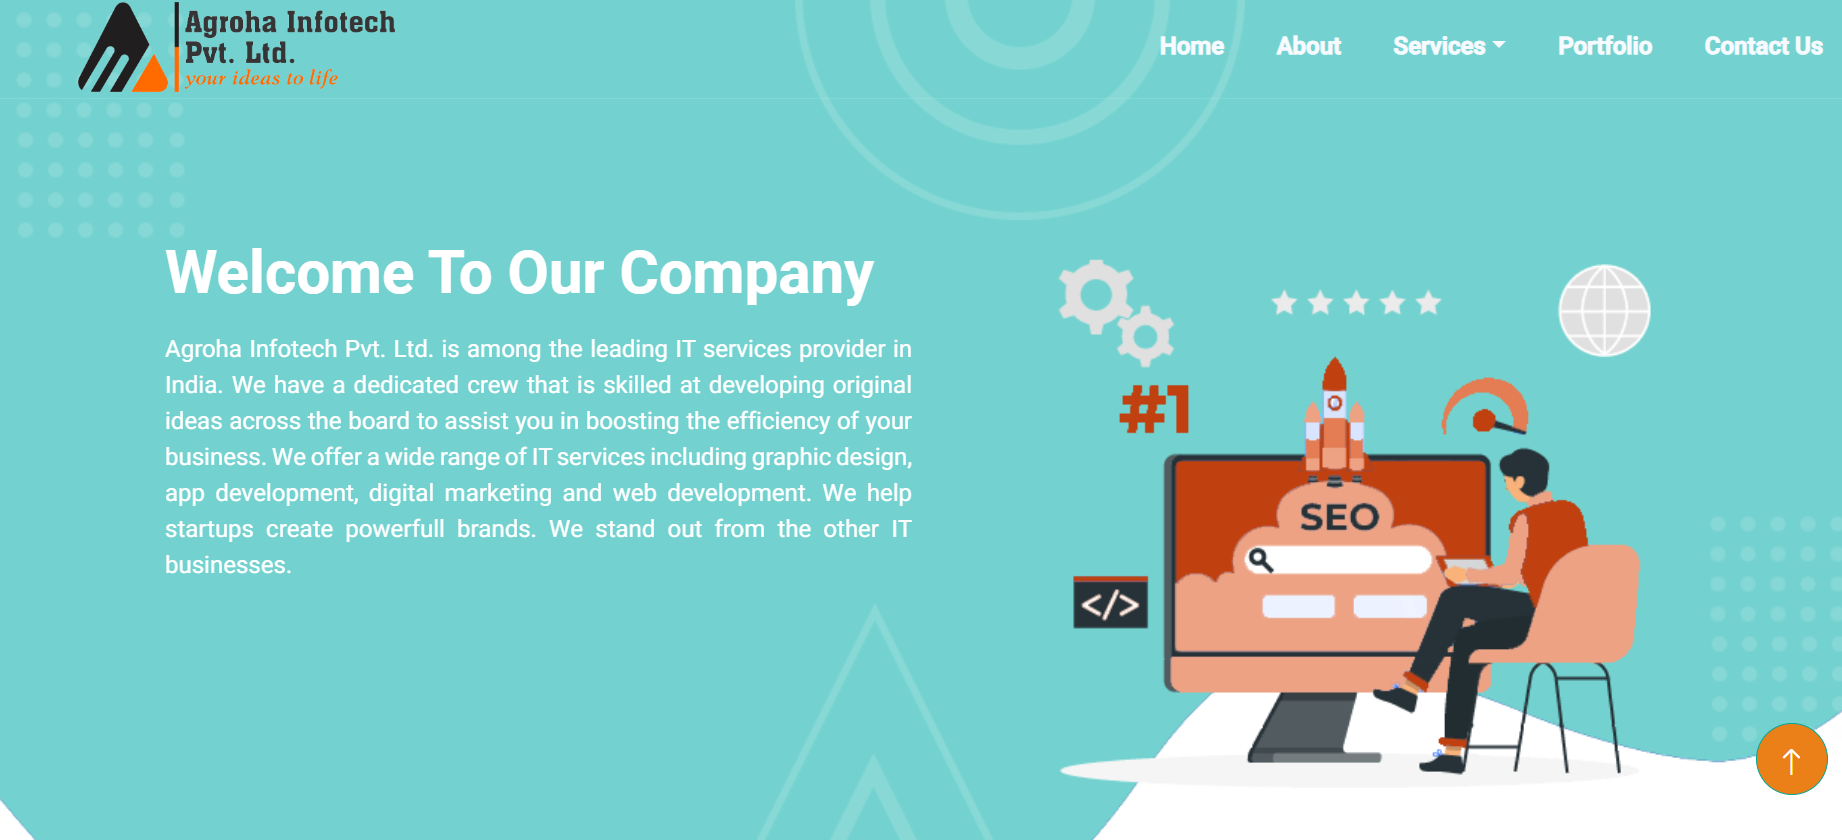 Agroha Infotech
Pvt. Ltd.
your ideas to life
Home About Services Portfolio Contact Us
Welcome To Our Company
Agroha Infotech Pvt. Ltd. is among the leading IT services provider in
India. We have a dedicated crew that is skilled at developing original
ideas across the board to assist you in boosting the efficiency of your
business. We offer a wide range of IT services including graphic design,
app development, digital marketing and web development. We help
startups create powerfull brands. We stand out from the other IT
businesses.
#1
SEO
</>